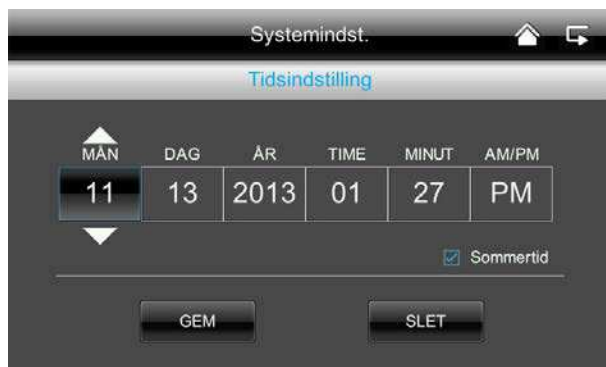 Systemindst.
Tidsindstilling
MÅN DAG ÅR TIME MINUT AM/PM
11 13 2013 01 27 PM
Sommertid
GEM SLET